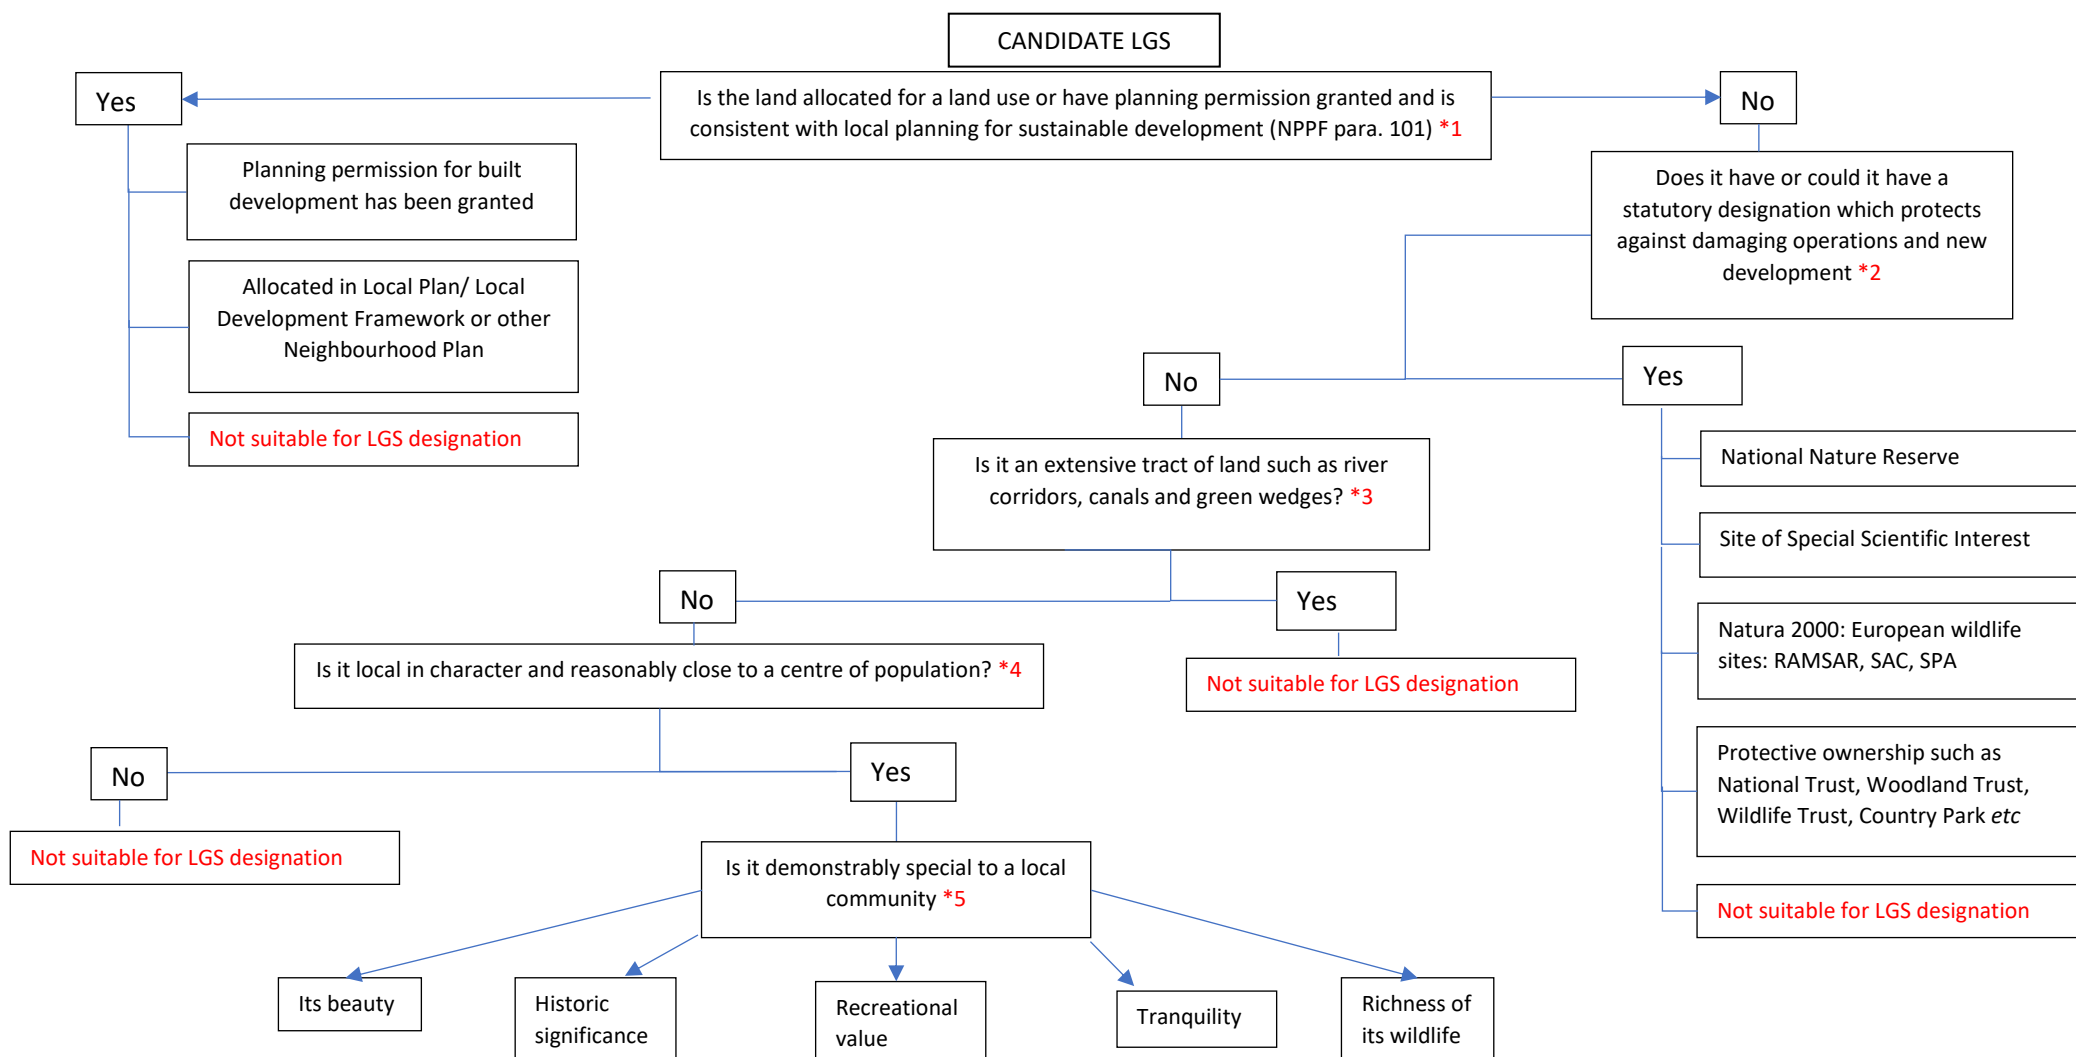 CANDIDATE LGS
Is the land allocated for a land use or have planning permission granted and is
consistent with local planning for sustainable development (NPPF para. 101) *1
Yes
Planning permission for built
development has been granted
Allocated in Local Plan/ Local
Development Framework or other
Neighbourhood Plan
Not suitable for LGS designation
No
Does it have or could it have a
statutory designation which protects
against damaging operations and new
development *2
Yes
National Nature Reserve
Site of Special Scientific Interest
Natura 2000: European wildlife
sites: RAMSAR, SAC, SPA
Protective ownership such as
National Trust, Woodland Trust,
Wildlife Trust, Country Park etc
Not suitable for LGS designation
No
Is it an extensive tract of land such as river
corridors, canals and green wedges? *3
Yes
Not suitable for LGS designation
No
Is it local in character and reasonably close to a centre of population? *4
No
Not suitable for LGS designation
Yes
Is it demonstrably special to a local
community *5
Its beauty
Historic
significance
Recreational
value
Tranquility
Richness of
its wildlife